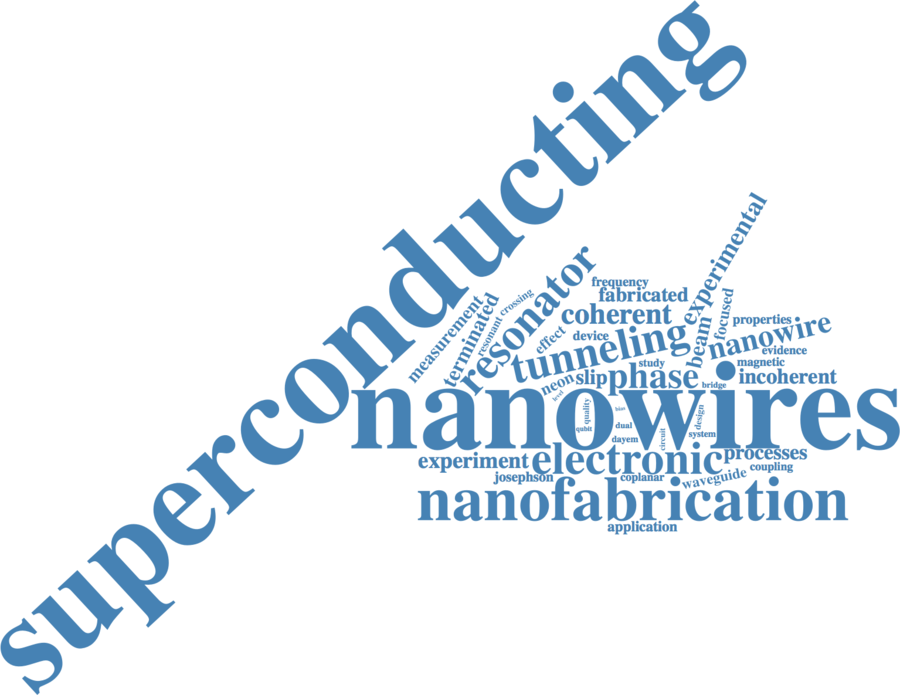 superconducting
experimental
resonator
frequency
fabricated
focused
crossing
measurement
terminated
resonant
coherent
properties
effect
device
tunneling
beam
nanowire
evidence
study
magnetic
neon
slip
phase
bridge
incoherent
level
nanowires
quality
bias
design
qubit
dual
circuit
system
dayem
experiment
electronic
processes
josephson
coplanar
waveguide
coupling
nanofabrication
application